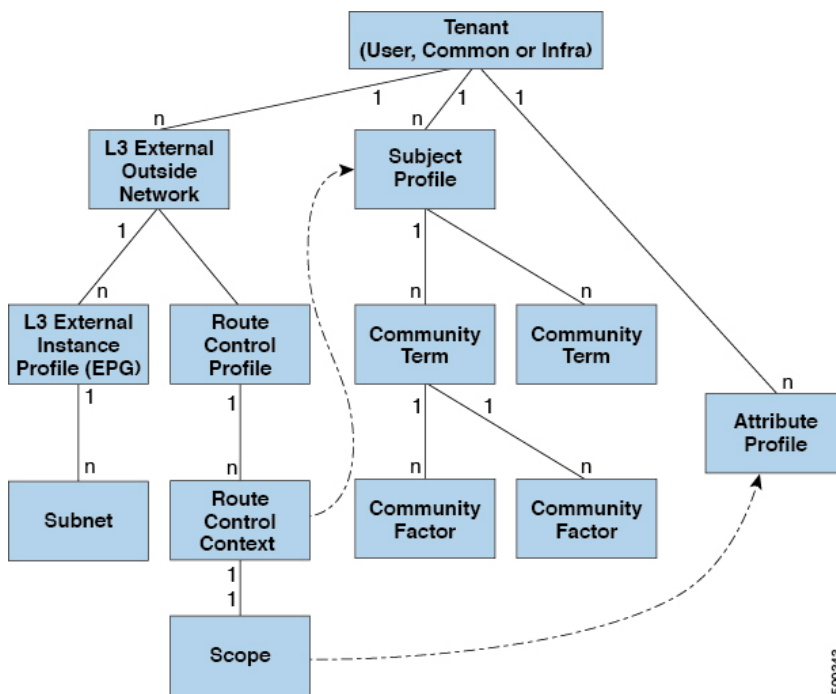 Tenant
(User, Common or Infra)
1
1
1
n
n
L3 External
Outside
Network
Subject
Profile
1
1
n
n
n
n
L3 External
Instance
Profile (EPG)
Route
Control
Profile
Community
Term
Community
Term
Attribute
Profile
1
1
1
1
n
n
n
n
Subnet
Route
Control
Context
Community
Factor
Community
Factor
1
1
Scope